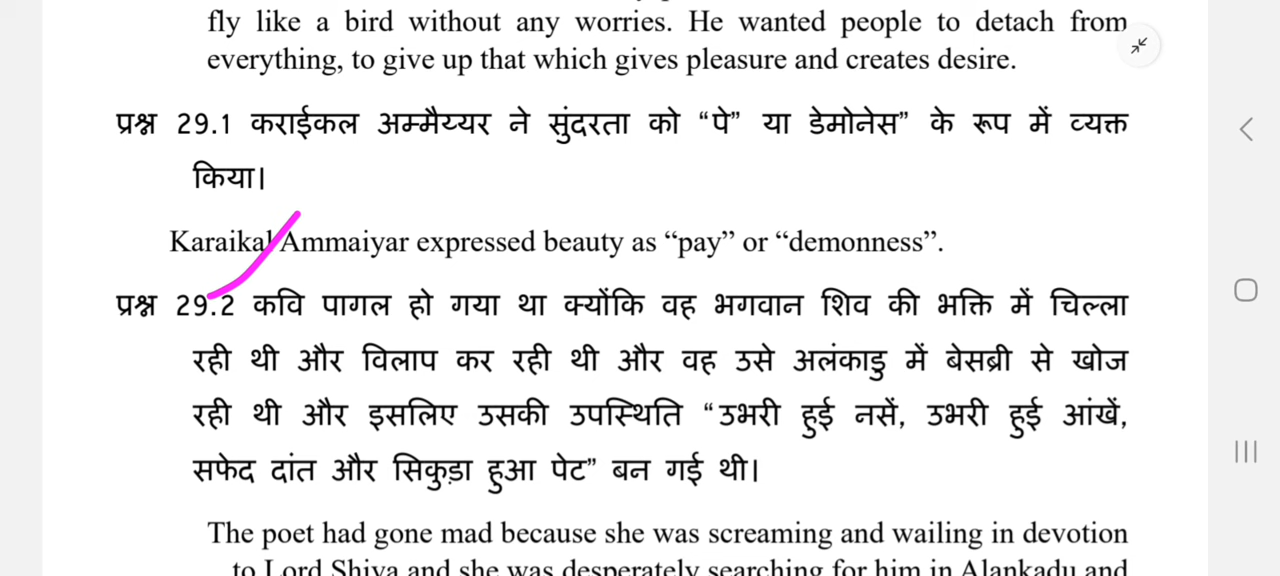 fly like a bird without any worries. He wanted people to detach from
everything, to give up that which gives pleasure and creates desire.
प्रश्न 29.1 कराईकल अम्मैय्यर ने सुंदरता को “पे” या डेमोनेस” के रूप में व्यक्त
किया।
Karaikal Ammaiyar expressed beauty as “pay” or “demonness”.
प्रश्न 29.2 कवि पागल हो गया था क्योंकि वह भगवान शिव की भक्ति में चिल्ला
रही थी और विलाप कर रही थी और वह उसे अलंकाडु में बेसब्री से खोज
रही थी और इसलिए उसकी उपस्थिति “उभरी हुई नसें, उभरी हुई आंखें,
सफेद दांत और सिकुड़ा हुआ पेट” बन गई थी।
The poet had gone mad because she was screaming and wailing in devotion
to Lord Shiva and she was desperately searching for him in Alankadu and